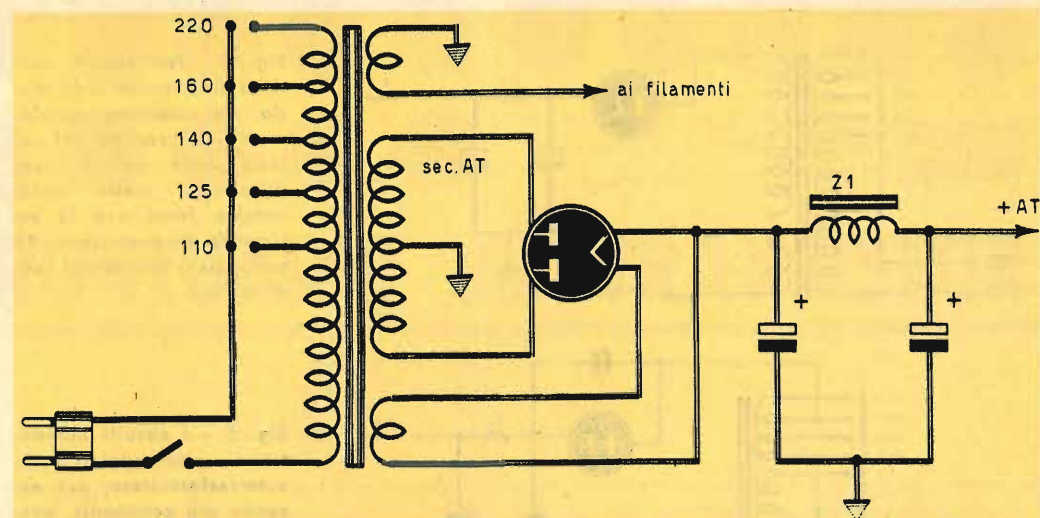 220
160
ai filamenti
140
sec. AT
125
Z1
+ AT
110
+
+